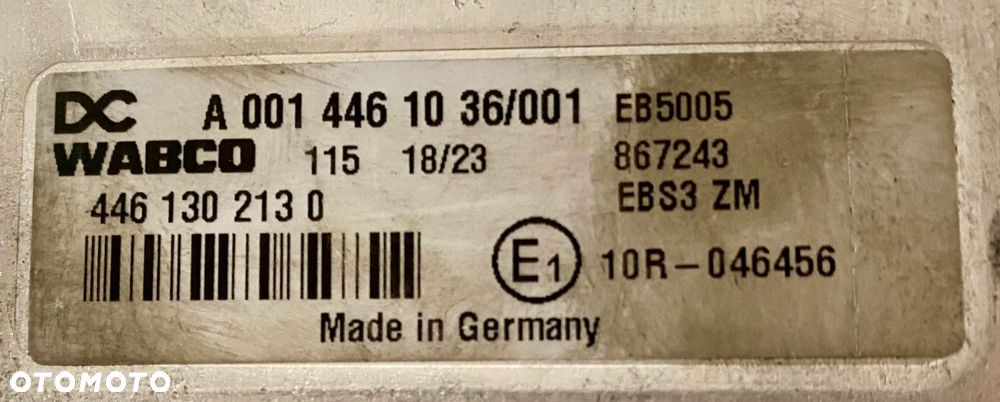 DC A 001 446 10 36/001 EB5005
WABCO 115 18/23 867243
446 130 213 0 EBS3 ZM
E1 10R-046456
Made in Germany
OTOMOTO